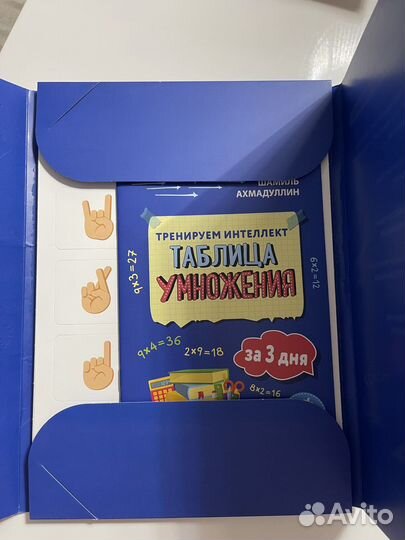 ШАМИЛЬ
АХМАДУЛЛИН
ТРЕНИРУЕМ ИНТЕЛЛЕКТ
ТАБЛИЦА
УМНОЖЕНИЯ
9×3=27
6×2=12
9×4=36
2×9=18
за 3 дня
8×2=16
Avito